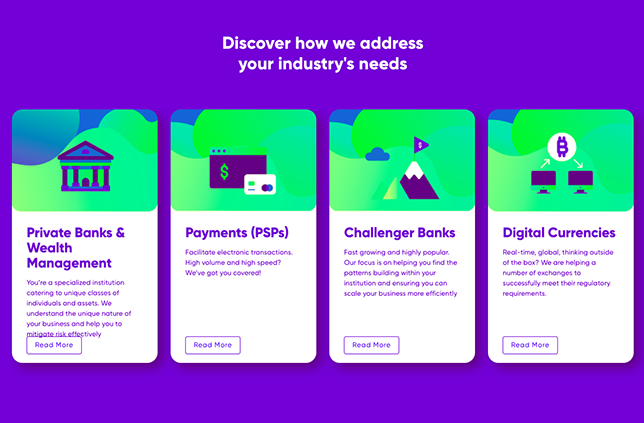 Discover how we address
your industry's needs
$
Private Banks &
Wealth
Management
You're a specialized institution
catering to unique classes of
individuals and assets. We
understand the unique nature of
your business and help you to
mitigate risk effectively
Read More
$
Payments (PSPs)
Facilitate electronic transactions.
High volume and high speed?
We've got you covered!
Read More
$
Challenger Banks
Fast growing and highly popular.
Our focus is on helping you find the
patterns building within your
institution and ensuring you can
scale your business more efficiently
Read More
₿
Digital Currencies
Real-time, global, thinking outside
of the box? We are helping a
number of exchanges to
successfully meet their regulatory
requirements.
Read More